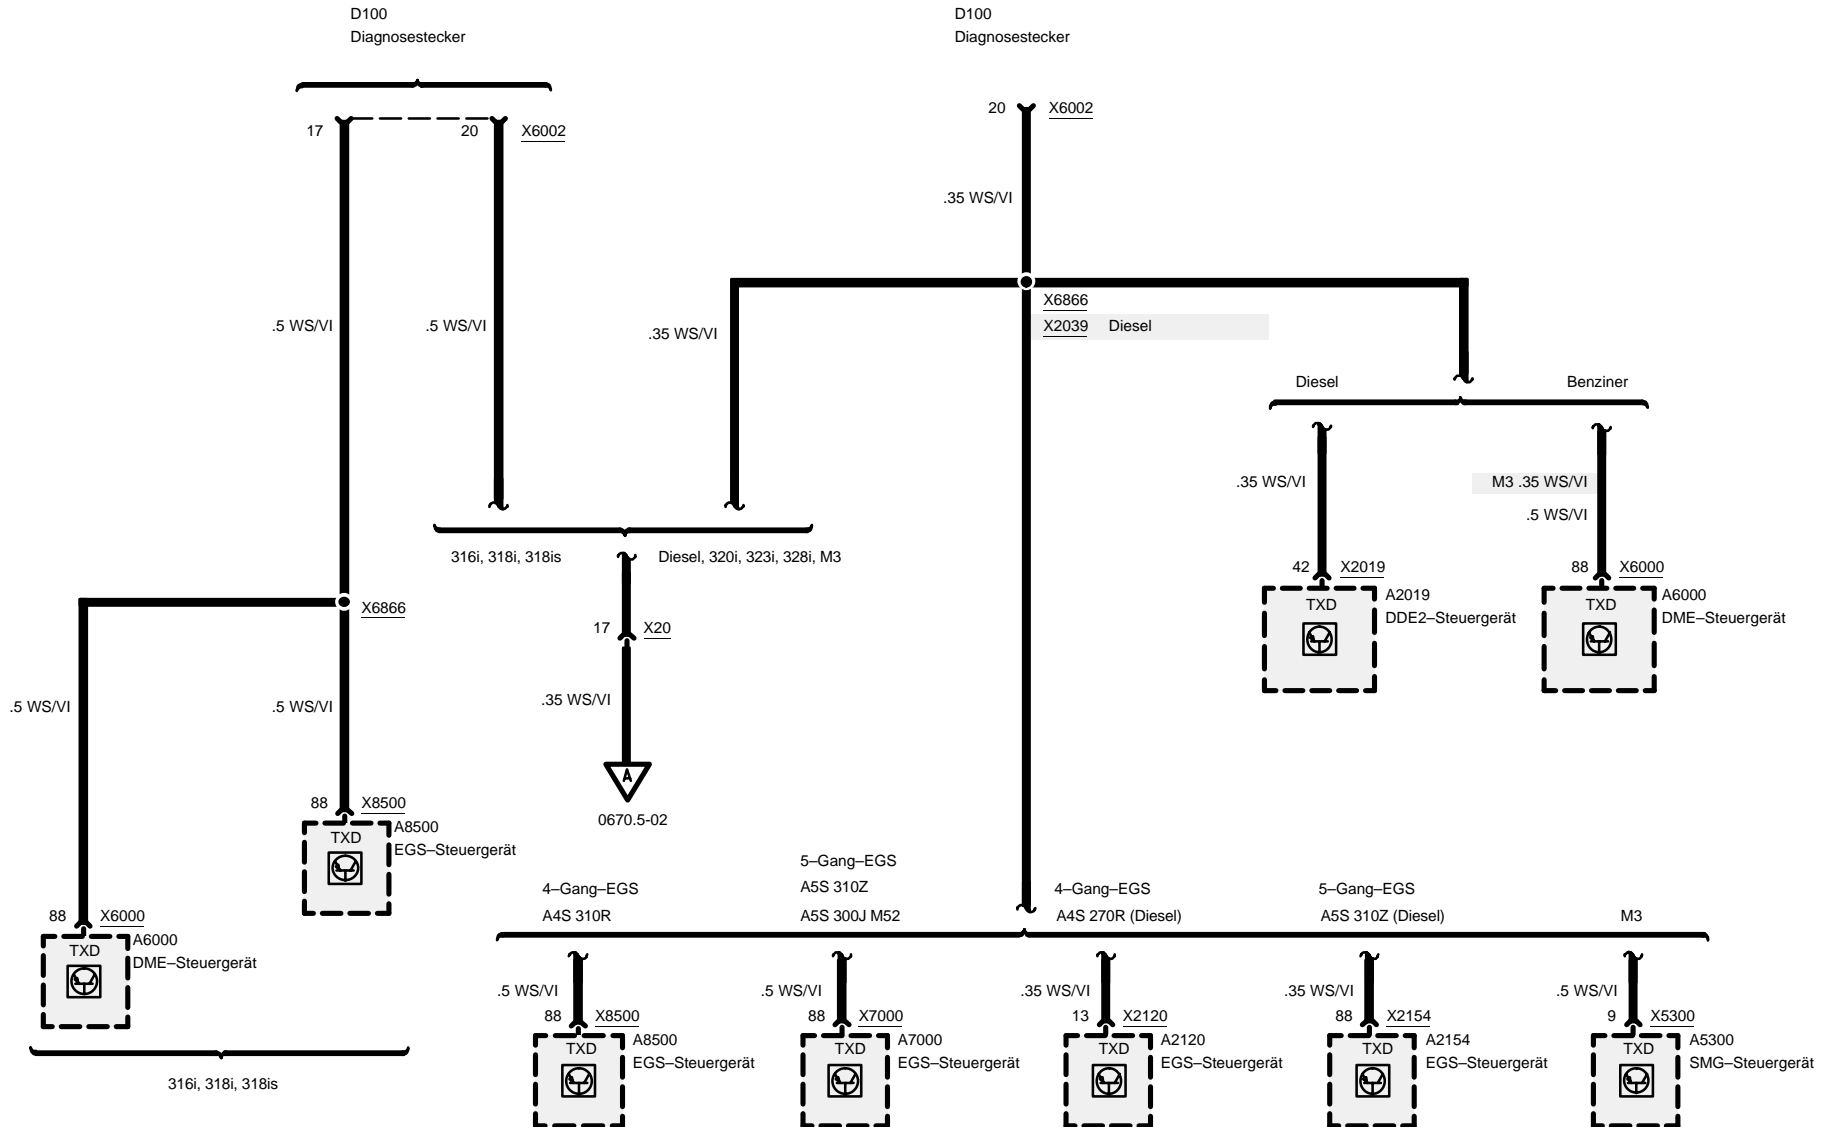 D100
Diagnosestecker
D100
Diagnosestecker
20 X6002
17 20 X6002
.35 WS/VI
X6866
X2039 Diesel
.5 WS/VI .5 WS/VI .35 WS/VI
Diesel Benziner
.35 WS/VI M3 .35 WS/VI
.5 WS/VI
316i, 318i, 318is Diesel, 320i, 323i, 328i, M3
42 X2019 88 X6000
TXD A2019
DDE2–Steuergerät
TXD A6000
DME–Steuergerät
X6866
17 X20
.5 WS/VI .5 WS/VI .35 WS/VI
A
0670.5-02
88 X8500
TXD A8500
EGS–Steuergerät
88 X6000
TXD A6000
DME–Steuergerät
316i, 318i, 318is
4–Gang–EGS
A4S 310R
5–Gang–EGS
A5S 310Z
A5S 300J M52
4–Gang–EGS
A4S 270R (Diesel)
5–Gang–EGS
A5S 310Z (Diesel)
M3
.5 WS/VI .5 WS/VI .35 WS/VI .35 WS/VI .5 WS/VI
88 X8500 88 X7000 13 X2120 88 X2154 9 X5300
TXD A8500
EGS–Steuergerät
TXD A7000
EGS–Steuergerät
TXD A2120
EGS–Steuergerät
TXD A2154
EGS–Steuergerät
TXD A5300
SMG–Steuergerät